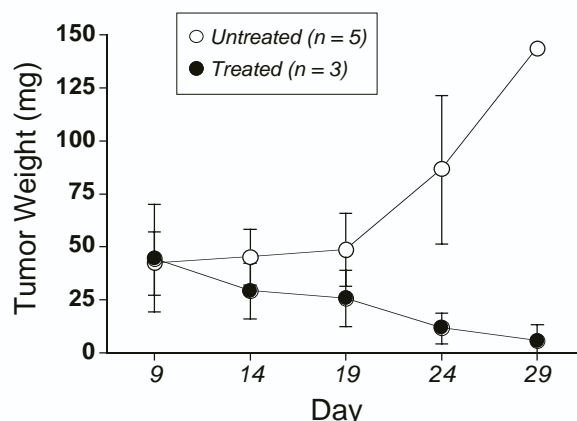 Untreated (n = 5)
Treated (n = 3)
Tumor Weight (mg)
150
125
100
75
50
25
0
9 14 19 24 29
Day